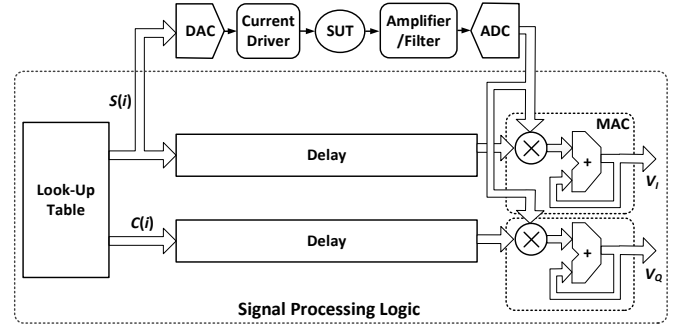 DAC
Current
Driver
SUT
Amplifier
/Filter
ADC
S(i)
MAC
Look-Up
Table
Delay
×
+
V_I
C(i)
Delay
×
+
V_Q
Signal Processing Logic